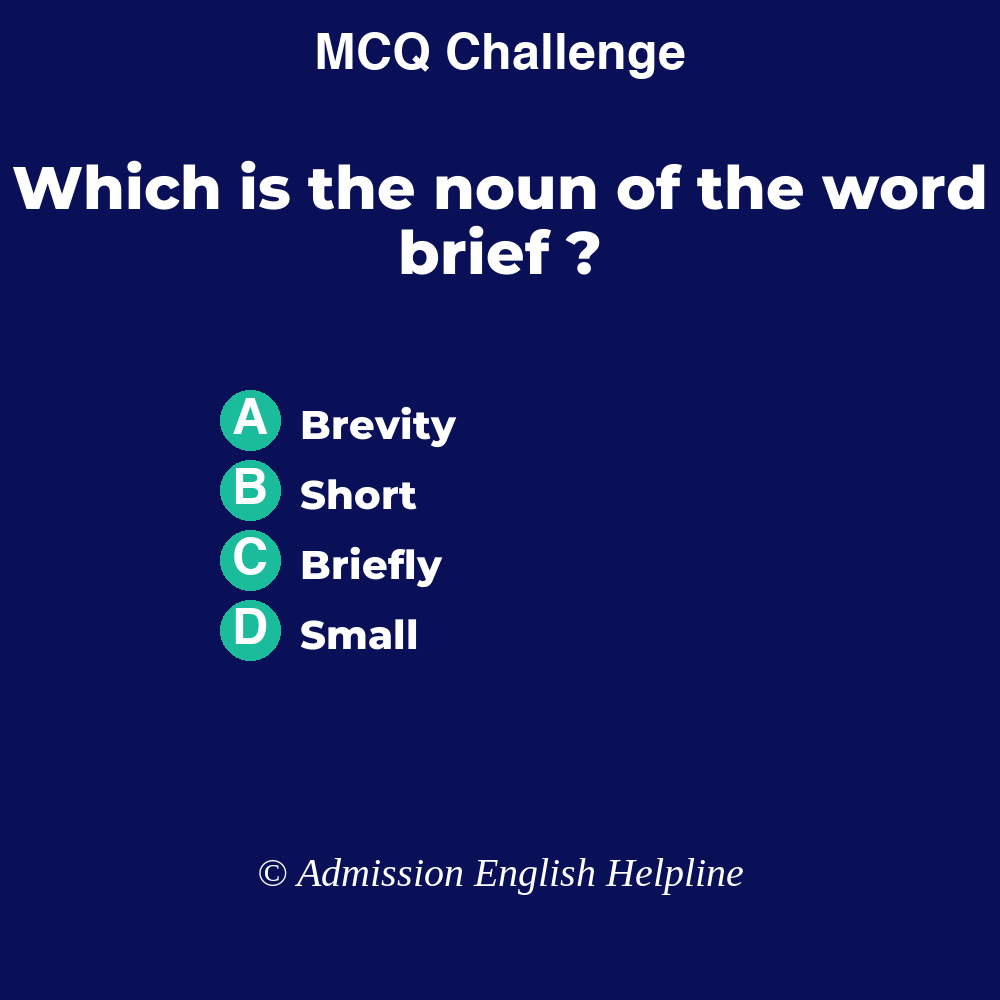 MCQ Challenge
Which is the noun of the word
brief ?
A Brevity
B Short
C Briefly
D Small
© Admission English Helpline